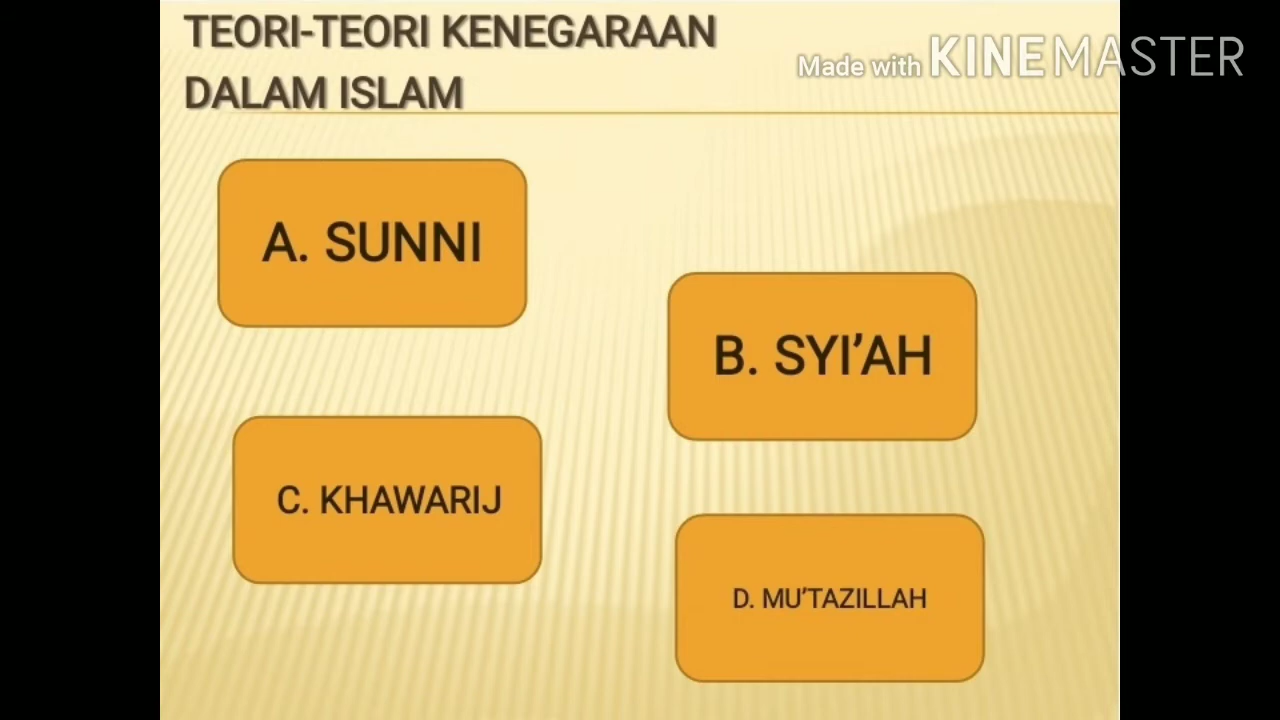 TEORI-TEORI KENEGARAAN
DALAM ISLAM
Made with KINEMASTER
A. SUNNI
B. SYI’AH
C. KHAWARIJ
D. MU’TAZILLAH